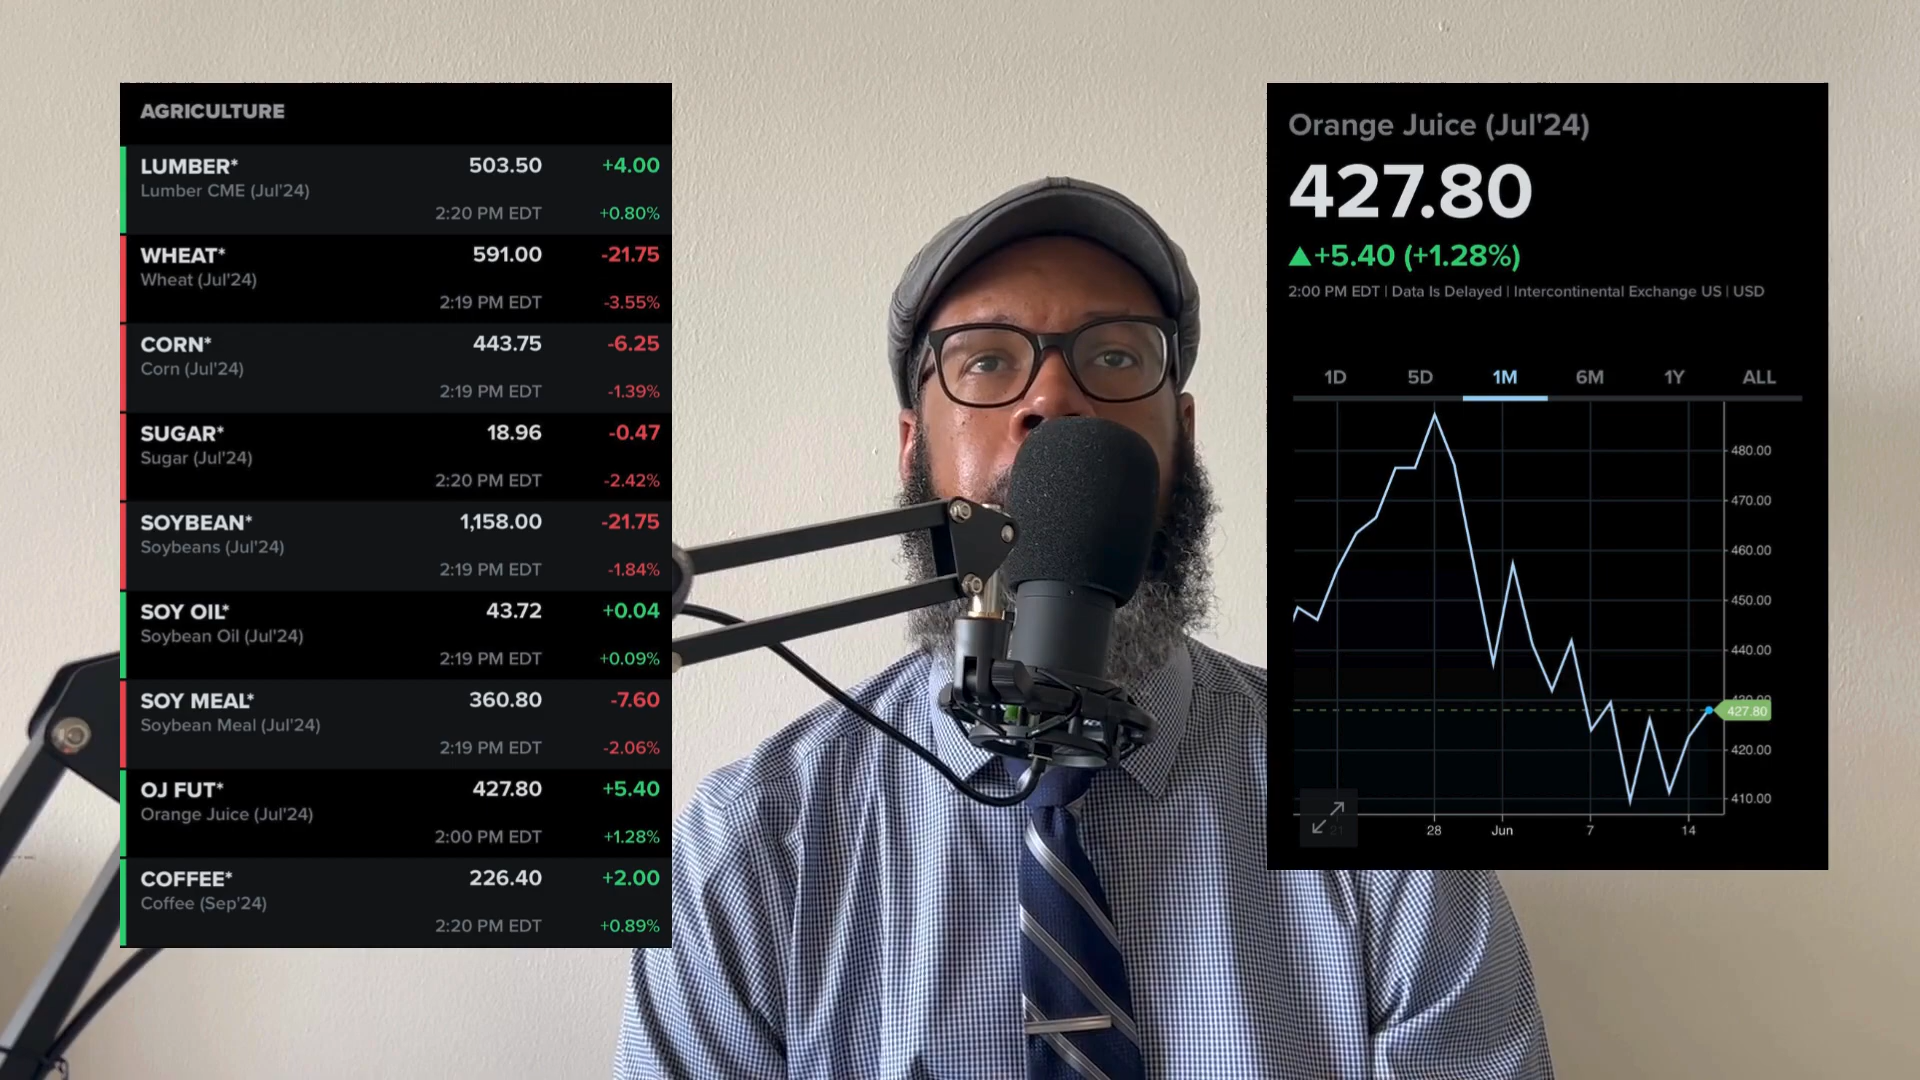 AGRICULTURE
LUMBER* 503.50 +4.00
Lumber CME (Jul'24)
2:20 PM EDT +0.80%
WHEAT* 591.00 -21.75
Wheat (Jul'24)
2:19 PM EDT -3.55%
CORN* 443.75 -6.25
Corn (Jul'24)
2:19 PM EDT -1.39%
SUGAR* 18.96 -0.47
Sugar (Jul'24)
2:20 PM EDT -2.42%
SOYBEAN* 1,158.00 -21.75
Soybeans (Jul'24)
2:19 PM EDT -1.84%
SOY OIL* 43.72 +0.04
Soybean Oil (Jul'24)
2:19 PM EDT +0.09%
SOY MEAL* 360.80 -7.60
Soybean Meal (Jul'24)
2:19 PM EDT -2.06%
OJ FUT* 427.80 +5.40
Orange Juice (Jul'24)
2:00 PM EDT +1.28%
COFFEE* 226.40 +2.00
Coffee (Sep'24)
2:20 PM EDT +0.89%
Orange Juice (Jul'24)
427.80
▲+5.40 (+1.28%)
2:00 PM EDT | Data Is Delayed | Intercontinental Exchange US | USD
1D 5D 1M 6M 1Y ALL
480.00
470.00
460.00
450.00
440.00
430.00
427.80
420.00
410.00
21 28 Jun 7 14